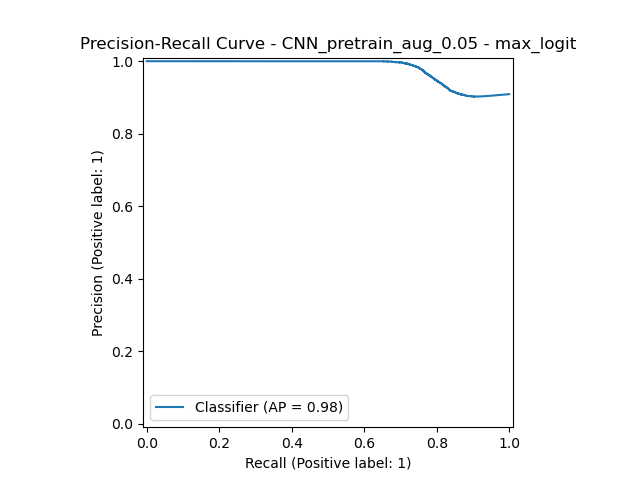 Precision-Recall Curve - CNN_pretrain_aug_0.05 - max_logit
1.0
0.8
0.6
0.4
0.2
0.0
Precision (Positive label: 1)
Classifier (AP = 0.98)
0.0 0.2 0.4 0.6 0.8 1.0
Recall (Positive label: 1)